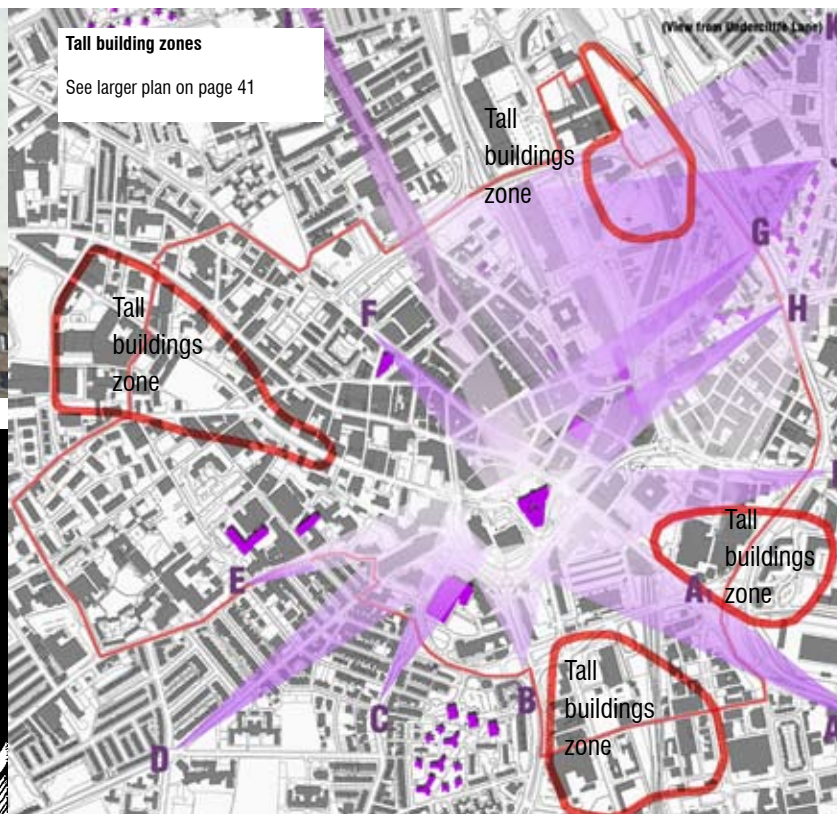 Tall building zones
See larger plan on page 41
(View from Undercliffe Lane)
K
Tall
buildings
zone
G
H
F
Tall
buildings
zone
Tall
buildings
zone
E
A
Tall
buildings
zone
B
C
D
A